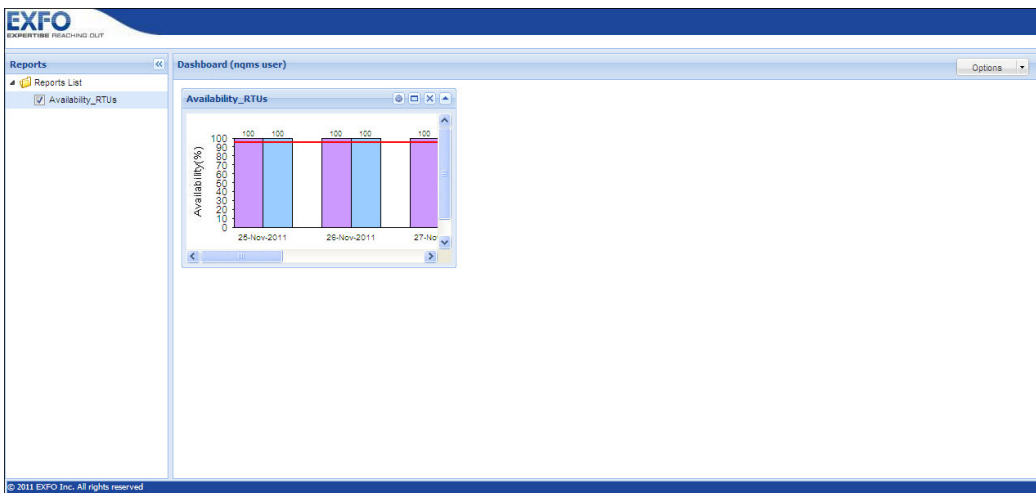 EXFO
EXPERTISE REACHING OUT
Reports
Dashboard (nqms user)
Options
Reports List
Availability_RTUs
Availability_RTUs
100 100 100 100 100
Availability(%)
100
90
80
70
60
50
40
30
20
10
0
25-Nov-2011 26-Nov-2011 27-No
© 2011 EXFO Inc. All rights reserved